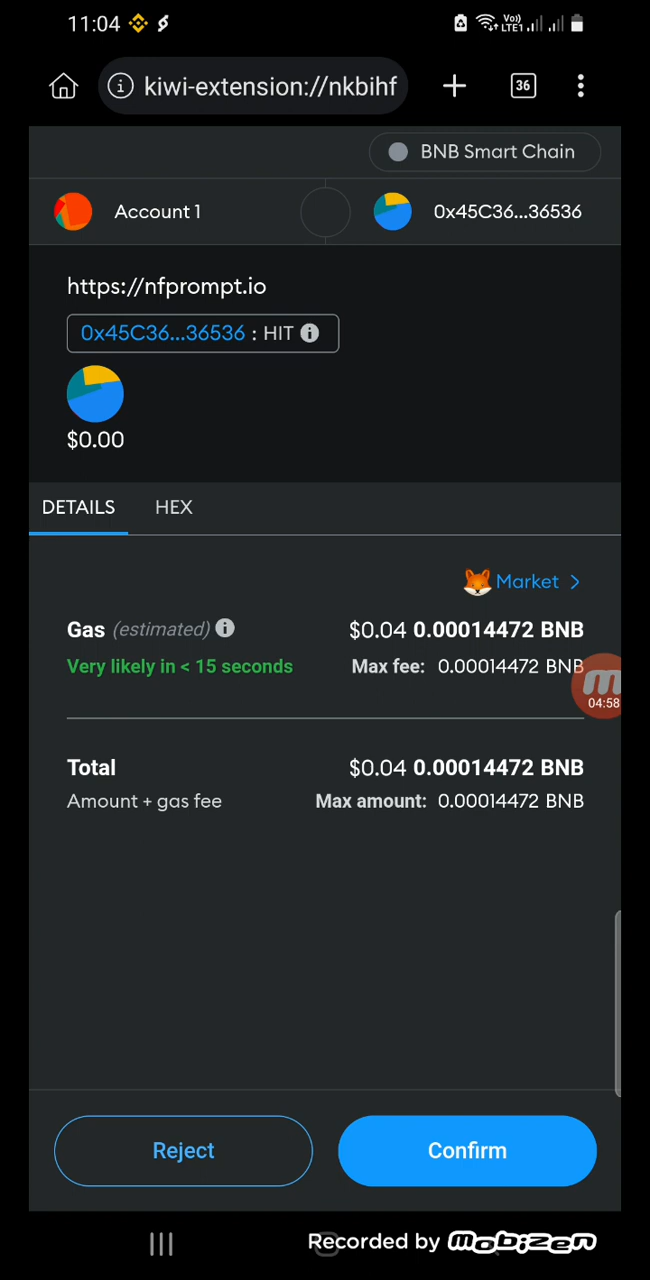 11:04
Vo)) LTE1
kiwi-extension://nkbihf
36
BNB Smart Chain
Account 1
0x45C36...36536
https://nfprompt.io
0x45C36...36536 : HIT
$0.00
DETAILS HEX
Market
Gas (estimated) $0.04 0.00014472 BNB
Very likely in < 15 seconds Max fee: 0.00014472 BNB
04:58
Total $0.04 0.00014472 BNB
Amount + gas fee Max amount: 0.00014472 BNB
Reject Confirm
Recorded by mobizen